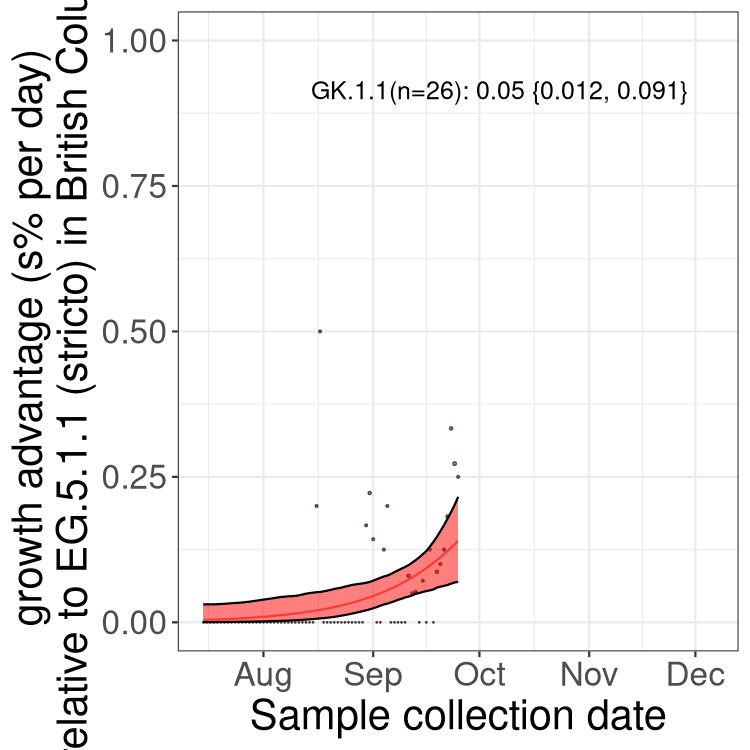 growth advantage (s% per day)
relative to EG.5.1.1 (stricto) in British
1.00
0.75
0.50
0.25
0.00
GK.1.1(n=26): 0.05 {0.012, 0.091}
Aug Sep Oct Nov Dec
Sample collection date